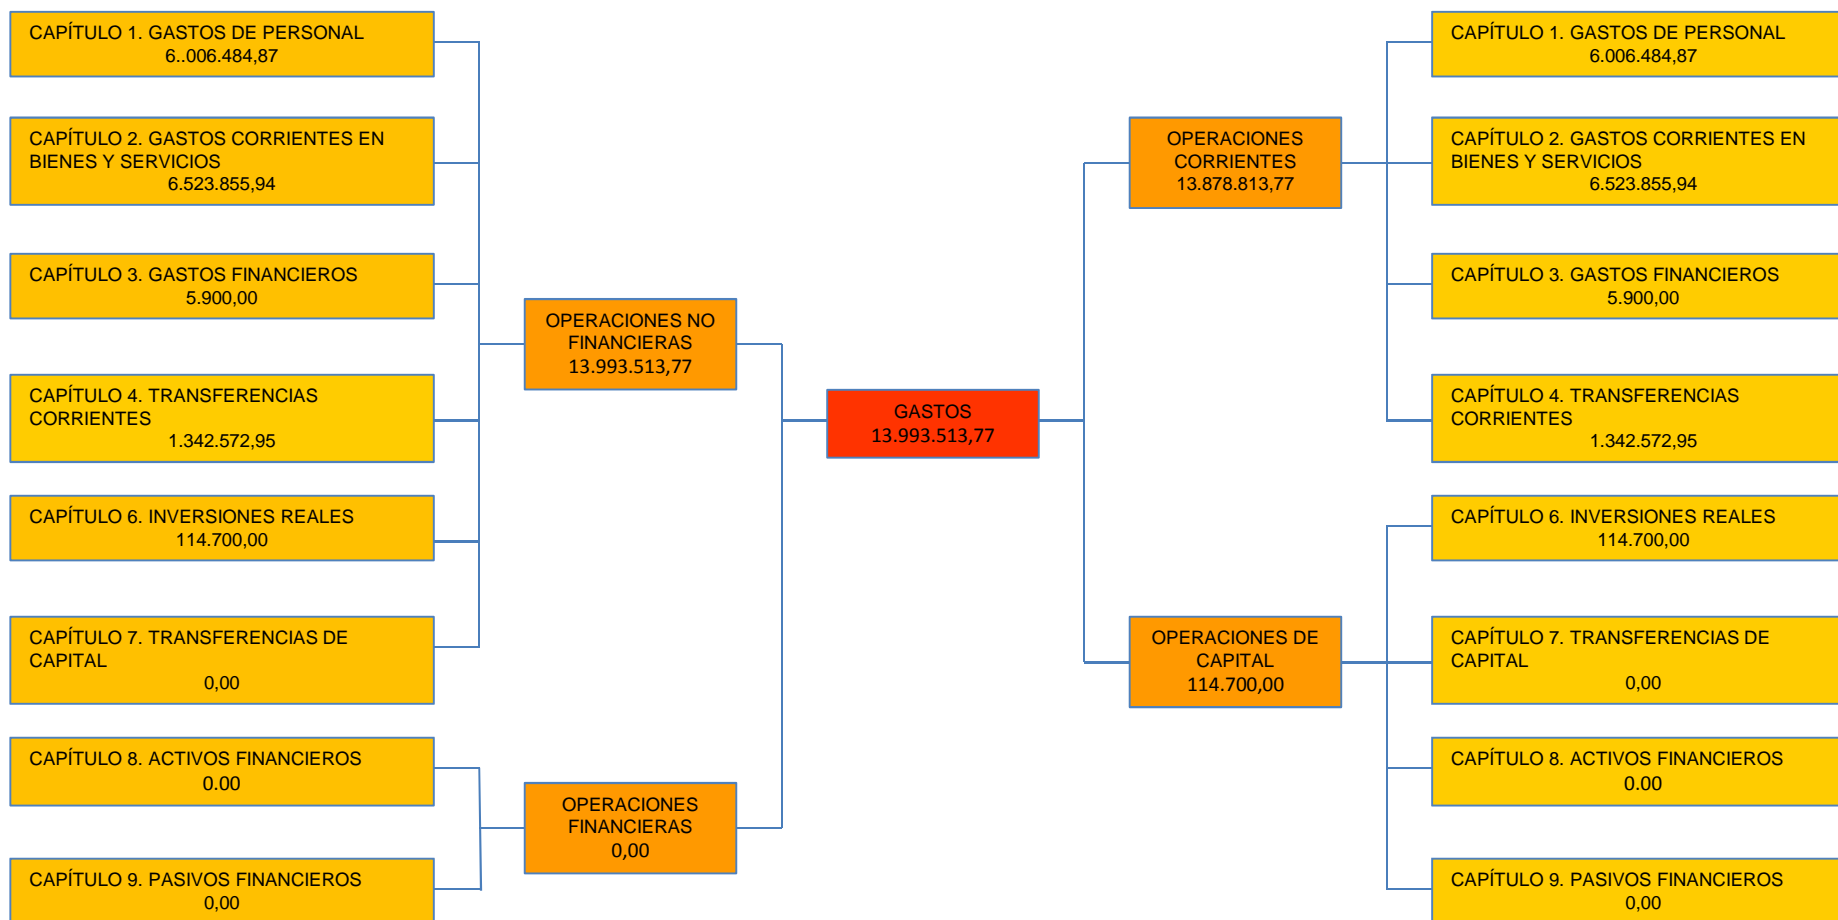 CAPÍTULO 1. GASTOS DE PERSONAL
6..006.484,87
CAPÍTULO 2. GASTOS CORRIENTES EN
BIENES Y SERVICIOS
6.523.855,94
CAPÍTULO 3. GASTOS FINANCIEROS
5.900,00
CAPÍTULO 4. TRANSFERENCIAS
CORRIENTES
1.342.572,95
CAPÍTULO 6. INVERSIONES REALES
114.700,00
CAPÍTULO 7. TRANSFERENCIAS DE
CAPITAL
0,00
CAPÍTULO 8. ACTIVOS FINANCIEROS
0.00
CAPÍTULO 9. PASIVOS FINANCIEROS
0,00
OPERACIONES NO
FINANCIERAS
13.993.513,77
OPERACIONES
FINANCIERAS
0,00
GASTOS
13.993.513,77
OPERACIONES
CORRIENTES
13.878.813,77
OPERACIONES DE
CAPITAL
114.700,00
CAPÍTULO 1. GASTOS DE PERSONAL
6.006.484,87
CAPÍTULO 2. GASTOS CORRIENTES EN
BIENES Y SERVICIOS
6.523.855,94
CAPÍTULO 3. GASTOS FINANCIEROS
5.900,00
CAPÍTULO 4. TRANSFERENCIAS
CORRIENTES
1.342.572,95
CAPÍTULO 6. INVERSIONES REALES
114.700,00
CAPÍTULO 7. TRANSFERENCIAS DE
CAPITAL
0,00
CAPÍTULO 8. ACTIVOS FINANCIEROS
0.00
CAPÍTULO 9. PASIVOS FINANCIEROS
0,00